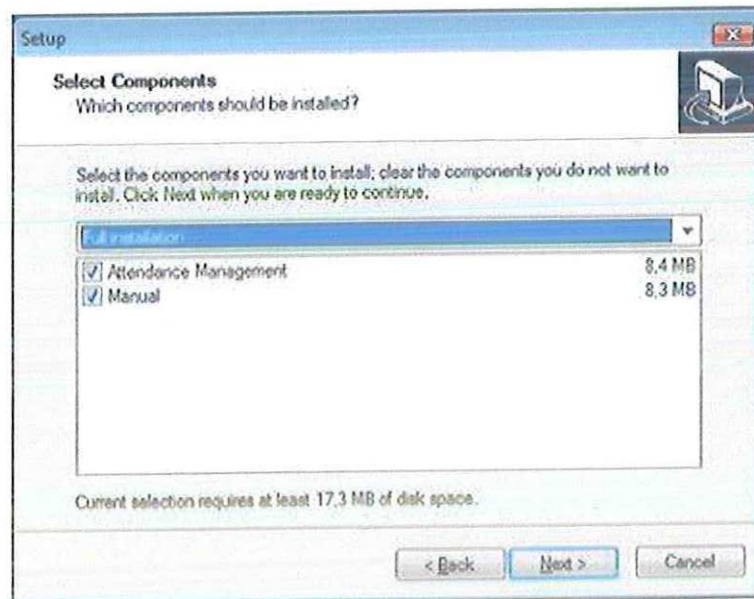 Setup
Select Components
Which components should be installed?
Select the components you want to install; clear the components you do not want to
install. Click Next when you are ready to continue.
Full installation
Attendance Management 8,4 MB
Manual 8,3 MB
Current selection requires at least 17,3 MB of disk space.
< Back Next > Cancel